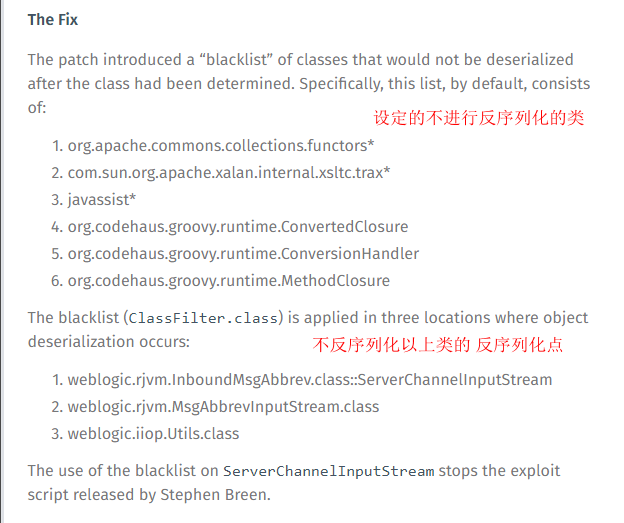 The Fix
The patch introduced a “blacklist” of classes that would not be deserialized
after the class had been determined. Specifically, this list, by default, consists
of:
设定的不进行反序列化的类
1. org.apache.commons.collections.functors*
2. com.sun.org.apache.xalan.internal.xsltc.trax*
3. javassist*
4. org.codehaus.groovy.runtime.ConvertedClosure
5. org.codehaus.groovy.runtime.ConversionHandler
6. org.codehaus.groovy.runtime.MethodClosure
The blacklist (ClassFilter.class) is applied in three locations where object
deserialization occurs:
不反序列化以上类的 反序列化点
1. weblogic.rjvm.InboundMsgAbbrev.class::ServerChannelInputStream
2. weblogic.rjvm.MsgAbbrevInputStream.class
3. weblogic.iiop.Utils.class
The use of the blacklist on ServerChannelInputStream stops the exploit
script released by Stephen Breen.